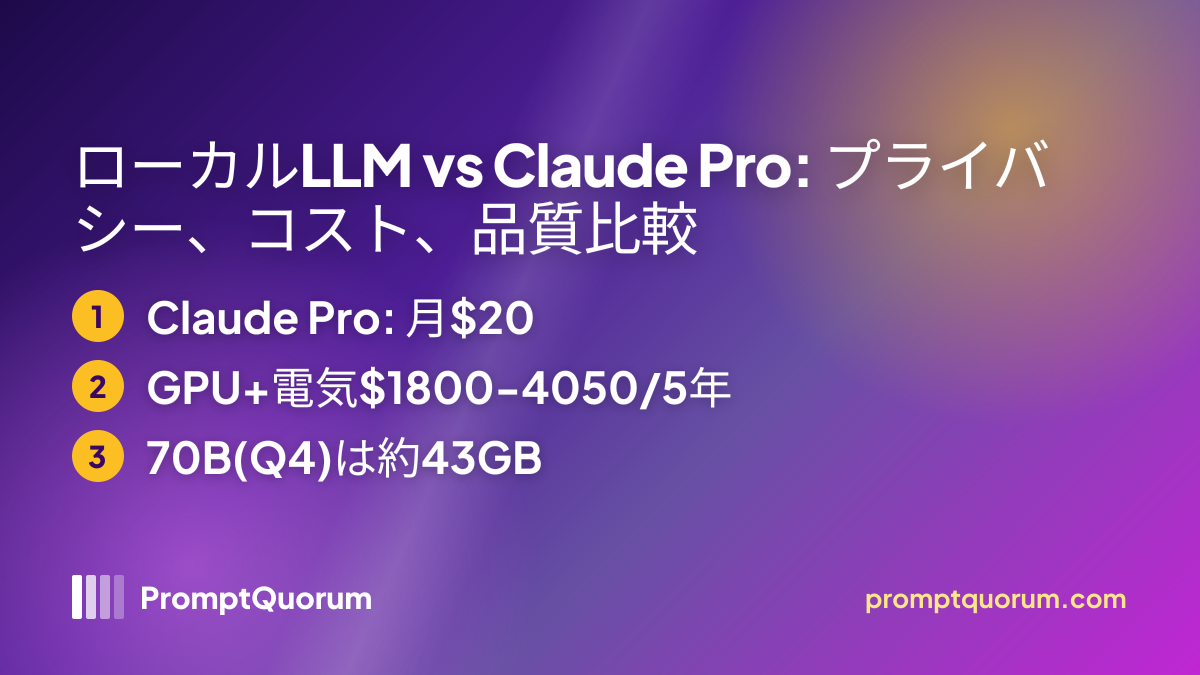 ローカルLLM vs Claude Pro: プライバ
シー、コスト、品質比較
1 Claude Pro: 月$20
2 GPU+電気$1800–4050/5年
3 70B(Q4)は約43GB
PromptQuorum
promptquorum.com